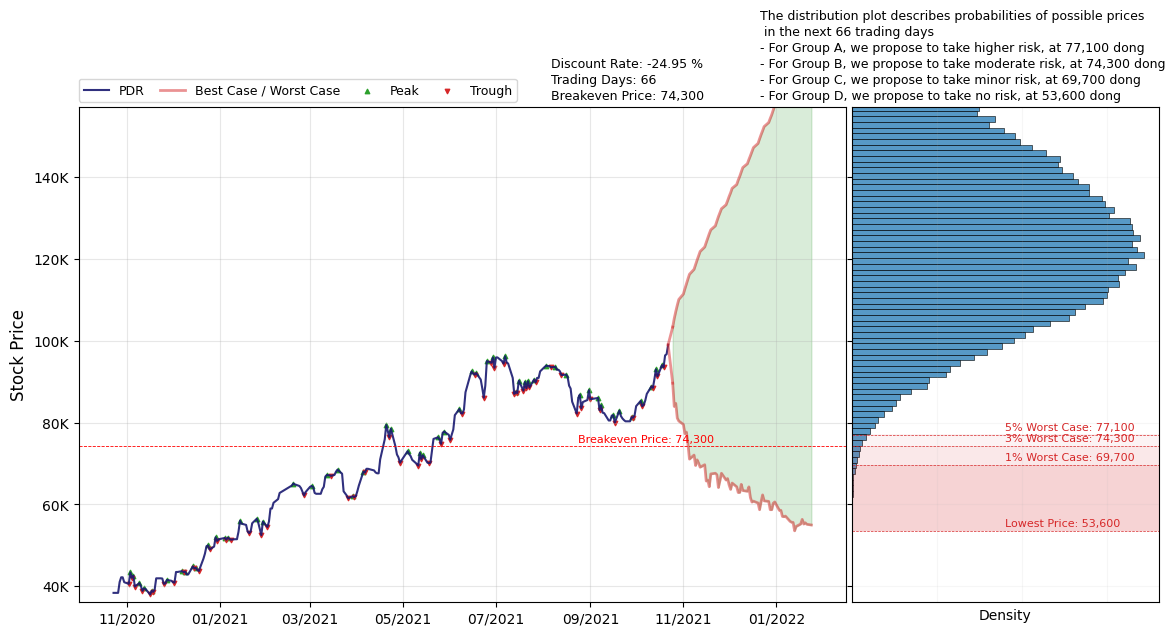 The distribution plot describes probabilities of possible prices
in the next 66 trading days
- For Group A, we propose to take higher risk, at 77,100 dong
- For Group B, we propose to take moderate risk, at 74,300 dong
- For Group C, we propose to take minor risk, at 69,700 dong
- For Group D, we propose to take no risk, at 53,600 dong
Discount Rate: -24.95 %
Trading Days: 66
Breakeven Price: 74,300
PDR
Best Case / Worst Case
Peak
Trough
Stock Price
140K
120K
100K
80K
60K
40K
Breakeven Price: 74,300
5% Worst Case: 77,100
3% Worst Case: 74,300
1% Worst Case: 69,700
Lowest Price: 53,600
11/2020
01/2021
03/2021
05/2021
07/2021
09/2021
11/2021
01/2022
Density